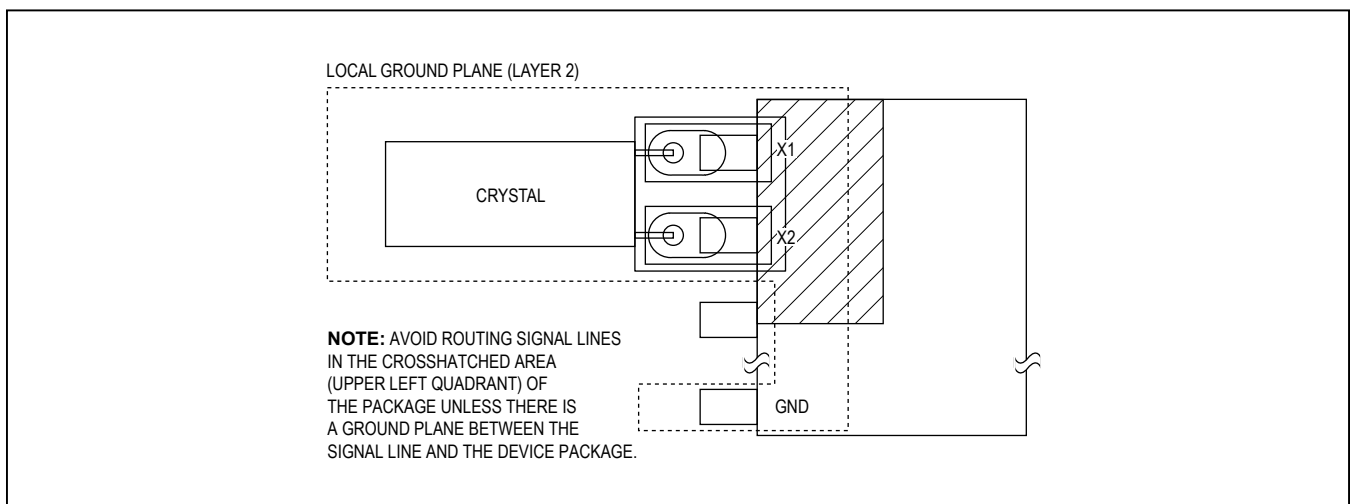 LOCAL GROUND PLANE (LAYER 2)
X1
CRYSTAL
X2
NOTE: AVOID ROUTING SIGNAL LINES
IN THE CROSSHATCHED AREA
(UPPER LEFT QUADRANT) OF
THE PACKAGE UNLESS THERE IS
A GROUND PLANE BETWEEN THE
SIGNAL LINE AND THE DEVICE PACKAGE.
GND